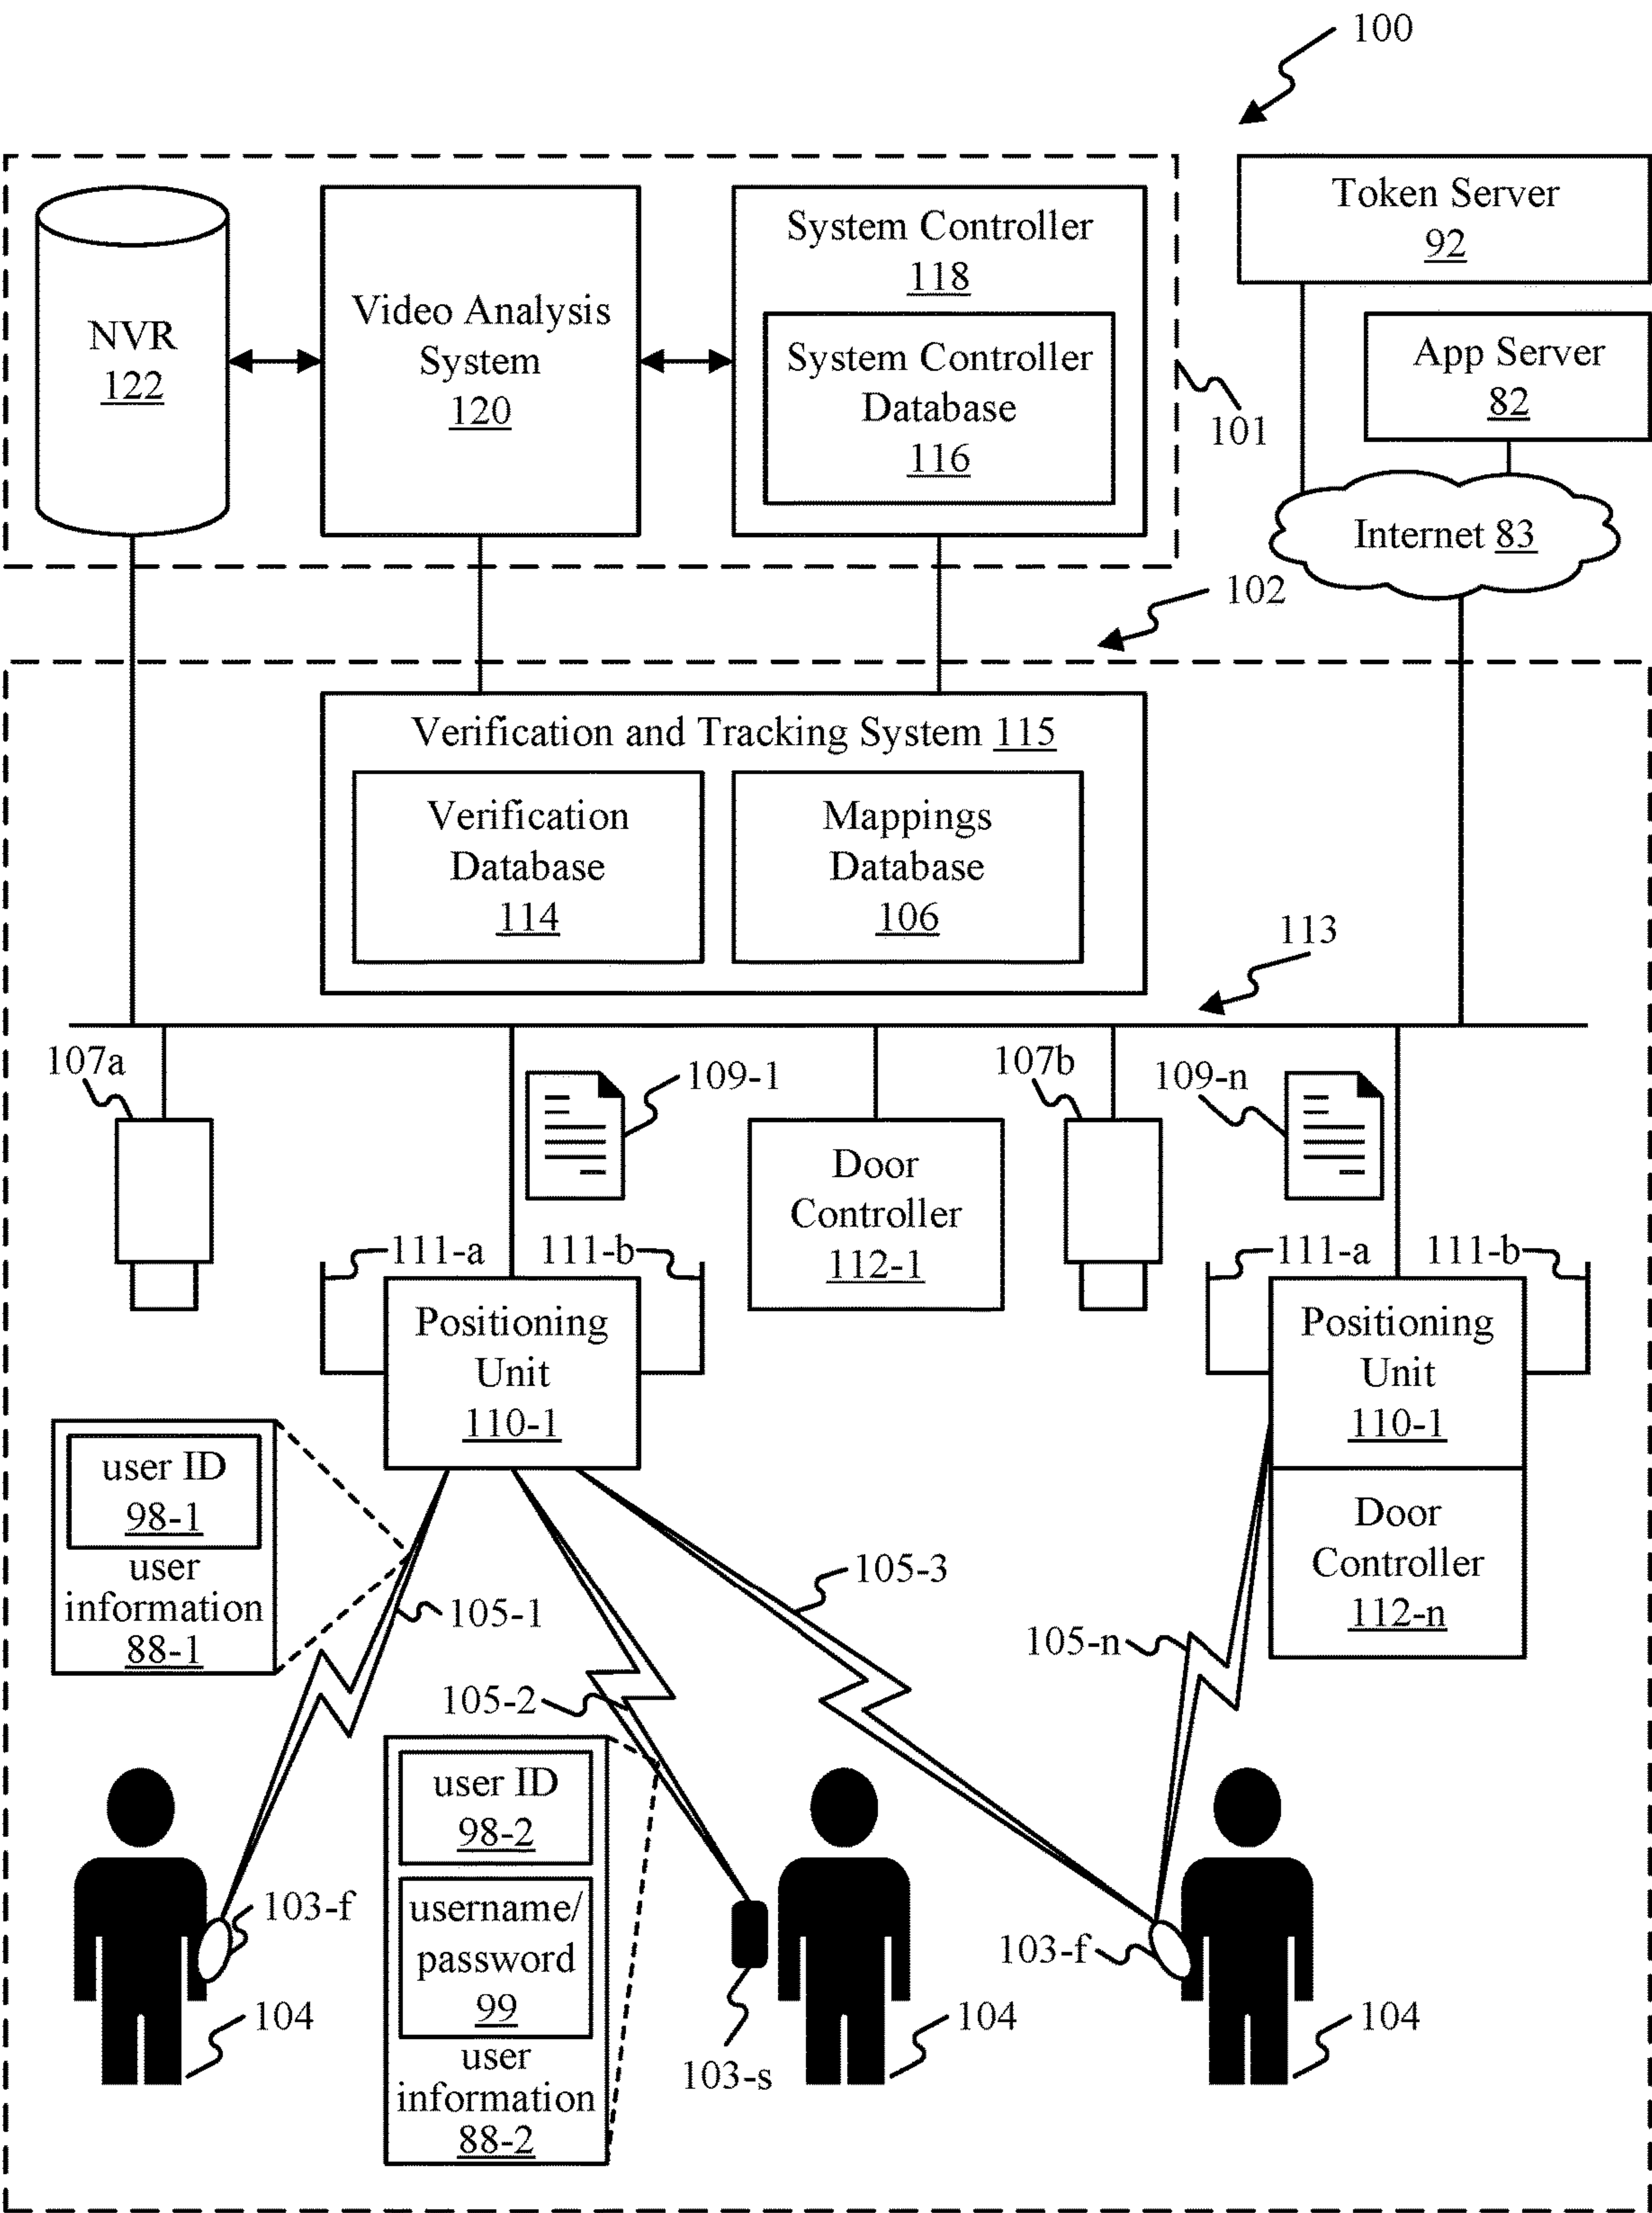 100
Token Server
92
System Controller
118
NVR
122
Video Analysis
System
120
System Controller
Database
116
App Server
82
101
Internet 83
102
Verification and Tracking System 115
Verification
Database
114
Mappings
Database
106
113
107a
109-1
107b
109-n
Door
Controller
112-1
111-a
111-b
111-a
111-b
Positioning
Unit
110-1
Positioning
Unit
110-1
user ID
98-1
user
information
88-1
Door
Controller
112-n
105-1
105-3
105-n
105-2
user ID
98-2
username/
password
99
user
information
88-2
103-f
103-f
104
103-s
104
104